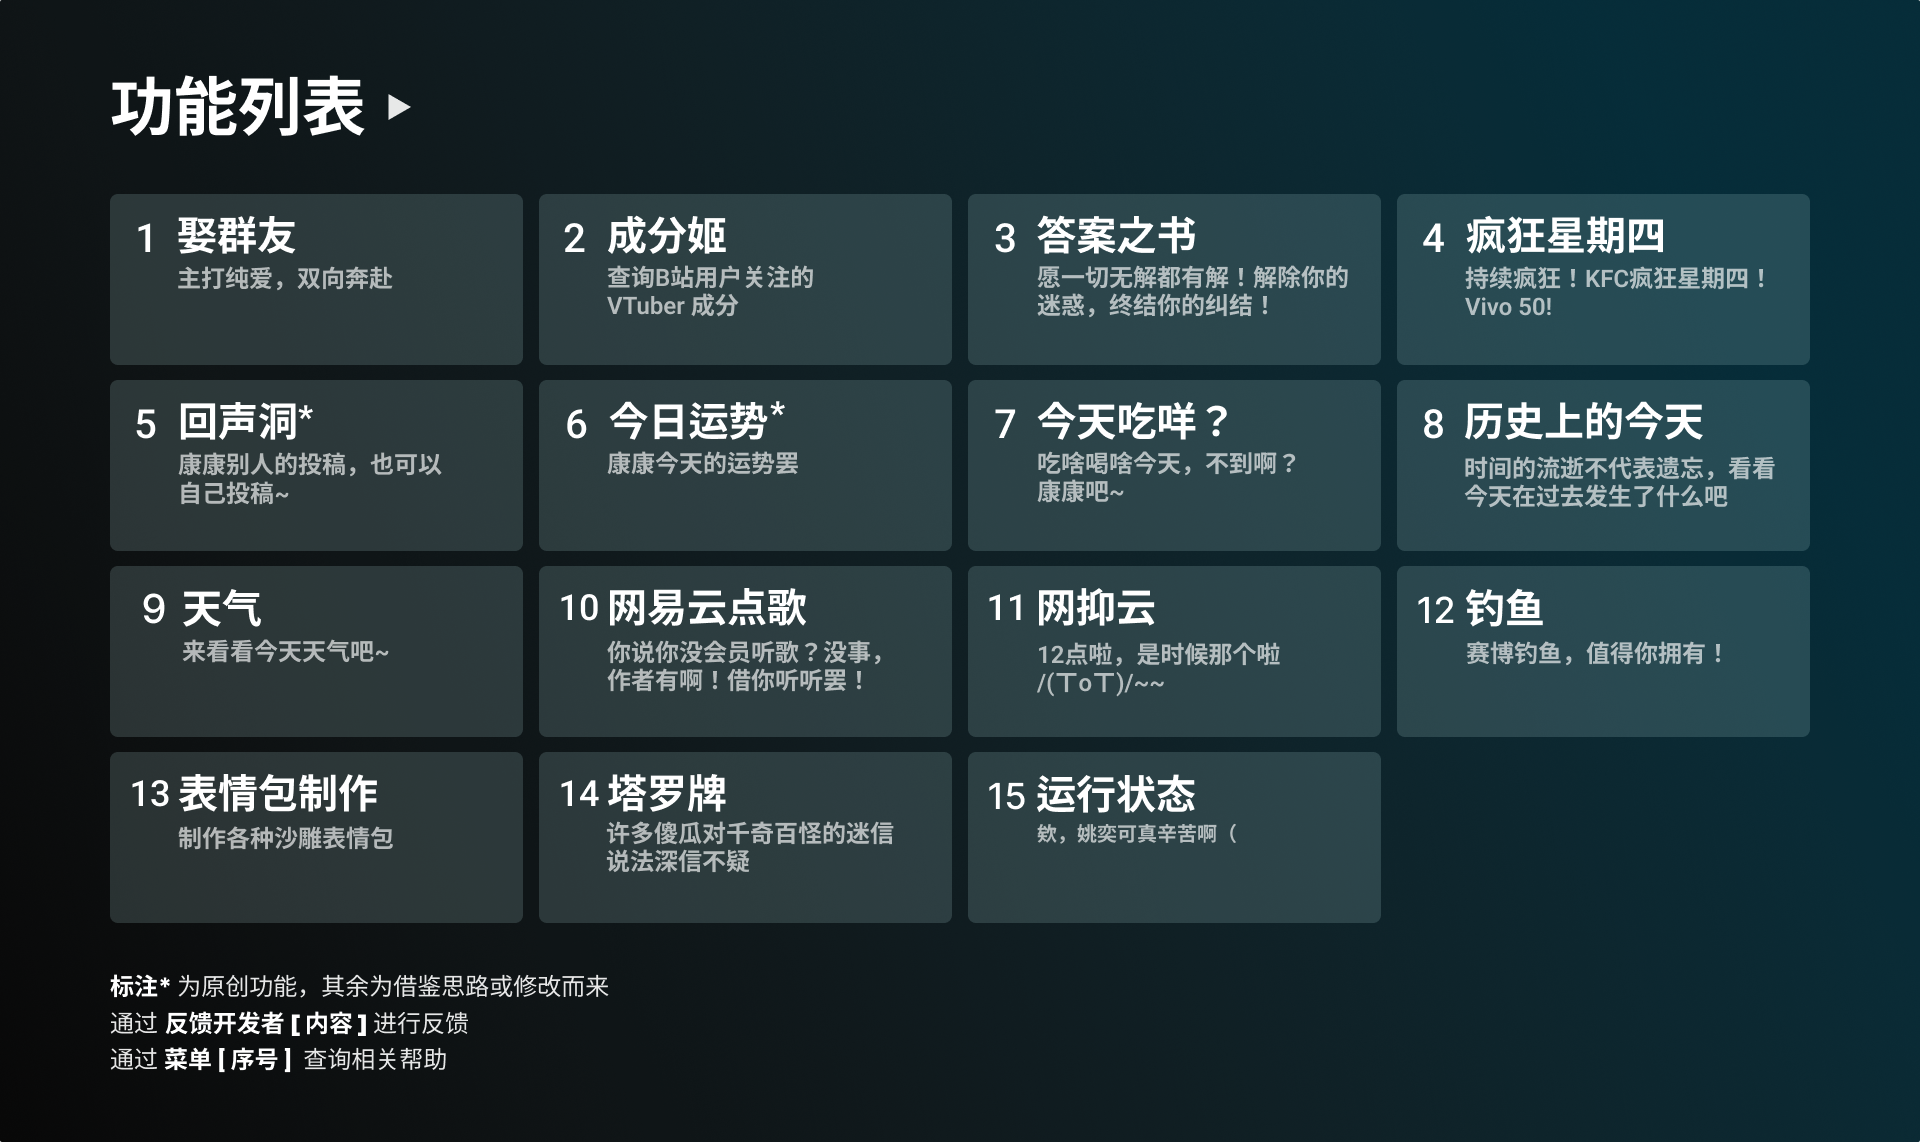 功能列表 ▶
1 娶群友
主打纯爱，双向奔赴
2 成分姬
查询B站用户关注的
VTuber 成分
3 答案之书
愿一切无解都有解！解除你的
迷惑，终结你的纠结！
4 疯狂星期四
持续疯狂！KFC疯狂星期四！
Vivo 50!
5 回声洞*
康康别人的投稿，也可以
自己投稿~
6 今日运势*
康康今天的运势罢
7 今天吃咩？
吃啥喝啥今天，不到啊？
康康吧~
8 历史上的今天
时间的流逝不代表遗忘，看看
今天在过去发生了什么吧
9 天气
来看看今天天气吧~
10 网易云点歌
你说你没会员听歌？没事，
作者有啊！借你听听罢！
11 网抑云
12点啦，是时候那个啦
/(ㄒoㄒ)/~~
12 钓鱼
赛博钓鱼，值得你拥有！
13 表情包制作
制作各种沙雕表情包
14 塔罗牌
许多傻瓜对千奇百怪的迷信
说法深信不疑
15 运行状态
欸，姚奕可真辛苦啊（
标注* 为原创功能，其余为借鉴思路或修改而来
通过 反馈开发者 [ 内容 ] 进行反馈
通过 菜单 [ 序号 ] 查询相关帮助